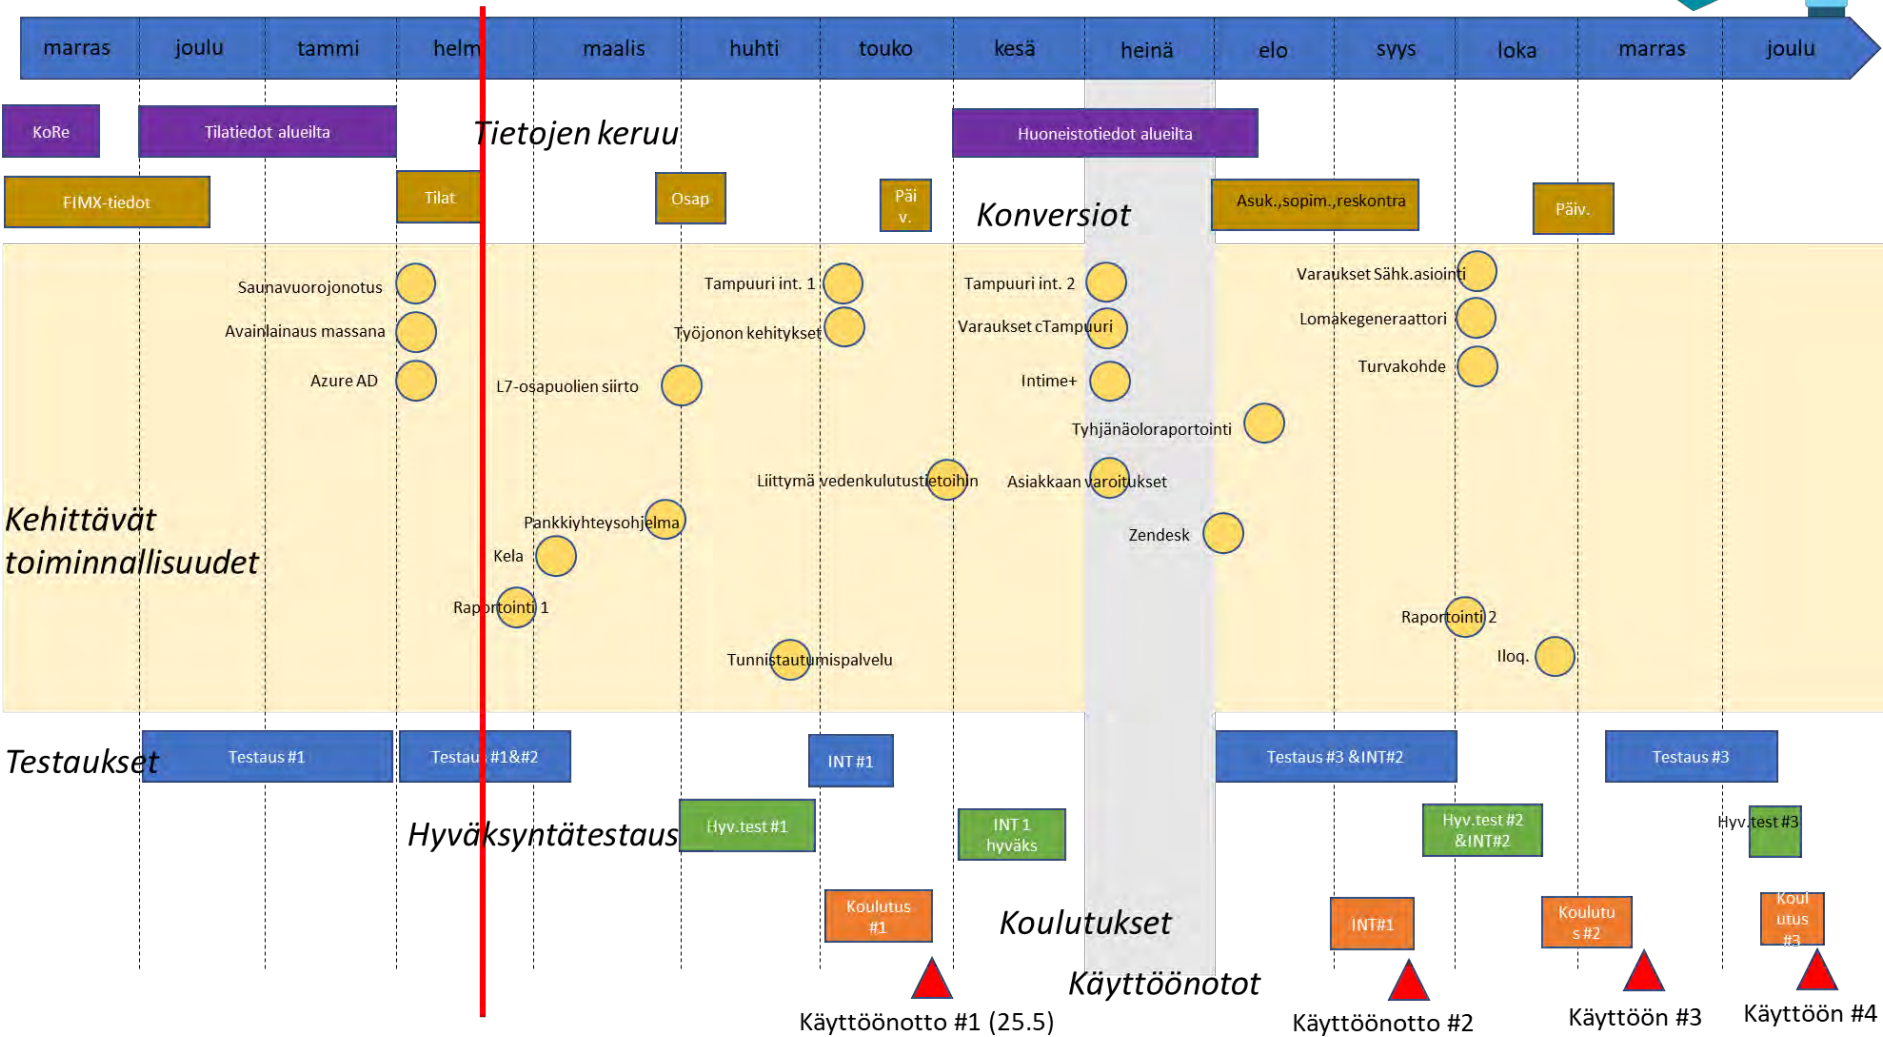 marras joulu tammi helm maalis huhti touko kesä heinä elo syys loka marras joulu
KoRe
Tilatiedot alueilta
Tietojen keruu
Huoneistotiedot alueilta
FIMX-tiedot
Tilat
Osap
Päi
v.
Konversiot
Asuk.,sopim.,reskontra
Päiv.
Saunavuorojonotus
Tampuuri int. 1
Tampuuri int. 2
Varaukset Sähk.asiointi
Avainlainaus massana
Työjonon kehitykset
Varaukset cTampuuri
Lomakegeneraattori
Azure AD
L7-osapuolien siirto
Intime+
Turvakohde
Tyhjänäoloraportointi
Liittymä vedenkulutustietoihin
Asiakkaan varoitukset
Kehittävät
toiminnallisuudet
Pankkiyhteysohjelma
Zendesk
Kela
Raportointi 1
Raportointi 2
Tunnistautumispalvelu
Iloq.
Testaukset
Testaus #1
Testaus #1&#2
INT #1
Testaus #3 &INT#2
Testaus #3
Hyväksyntätestaus
Hyv.test #1
INT 1
hyväks
Hyv.test #2
&INT#2
Hyv.test #3
Koulutus
#1
Koulutukset
INT#1
Koulutu
s #2
Koul
utus
#3
Käyttöönotot
Käyttöönotto #1 (25.5)
Käyttöönotto #2
Käyttöön #3
Käyttöön #4